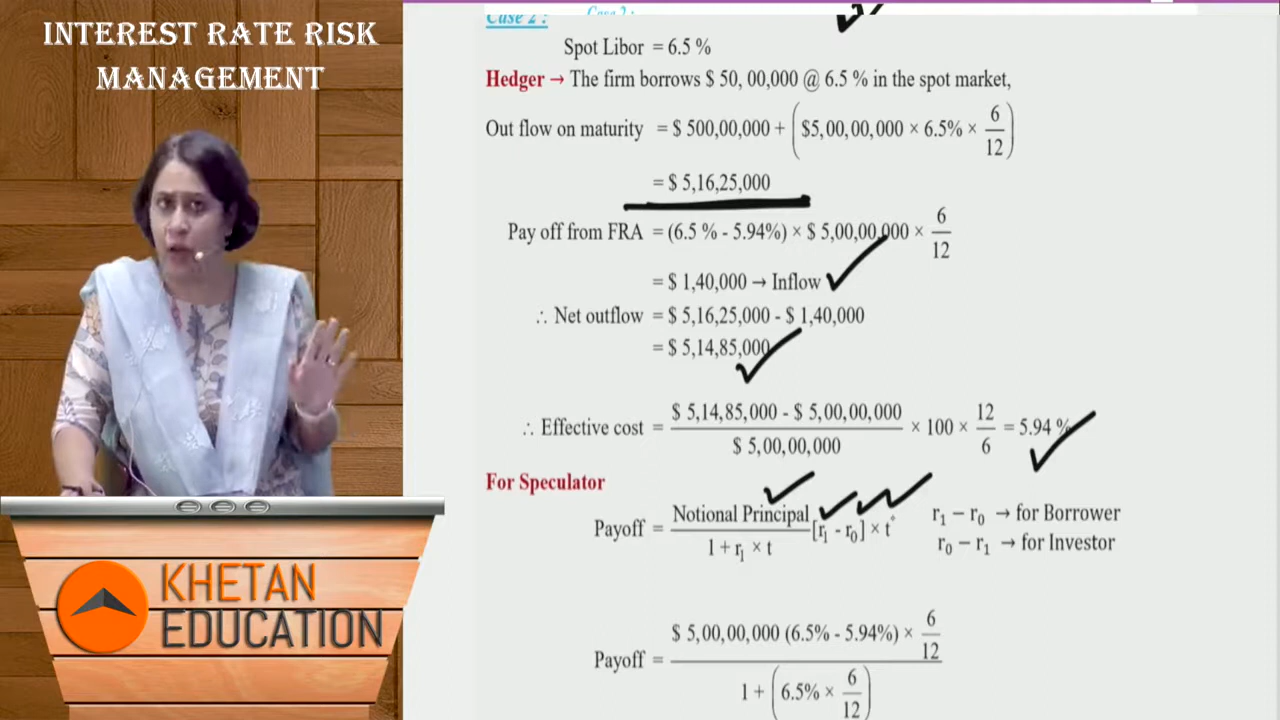 INTEREST RATE RISK
MANAGEMENT
KHETAN
EDUCATION
Case 2 :
Case 2 :
Spot Libor = 6.5 %
Hedger → The firm borrows $ 50, 00,000 @ 6.5 % in the spot market,
Out flow on maturity = $ 500,00,000 + ($5,00,00,000 × 6.5% × 6/12)
= $ 5,16,25,000
Pay off from FRA = (6.5 % - 5.94%) × $ 5,00,00,000 × 6/12
= $ 1,40,000 → Inflow
∴ Net outflow = $ 5,16,25,000 - $ 1,40,000
= $ 5,14,85,000
∴ Effective cost = $ 5,14,85,000 - $ 5,00,00,000 / $ 5,00,00,000 × 100 × 12/6 = 5.94 %
For Speculator
Payoff = Notional Principal / 1 + r₁ × t [r₁ - r₀] × t r₁ − r₀ → for Borrower
r₀ − r₁ → for Investor
Payoff = $ 5,00,00,000 (6.5% - 5.94%) × 6/12 / 1 + (6.5% × 6/12)